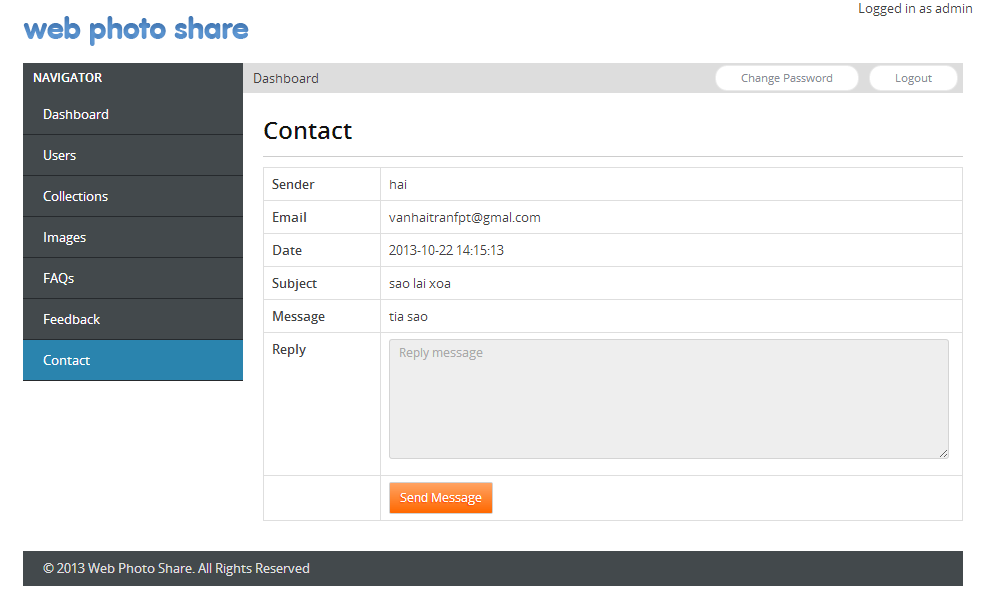 Logged in as admin
web photo share
NAVIGATOR
Dashboard
Users
Collections
Images
FAQs
Feedback
Contact
Dashboard
Change Password
Logout
Contact
Sender hai
Email vanhaitranfpt@gmal.com
Date 2013-10-22 14:15:13
Subject sao lai xoa
Message tia sao
Reply Reply message
Send Message
© 2013 Web Photo Share. All Rights Reserved